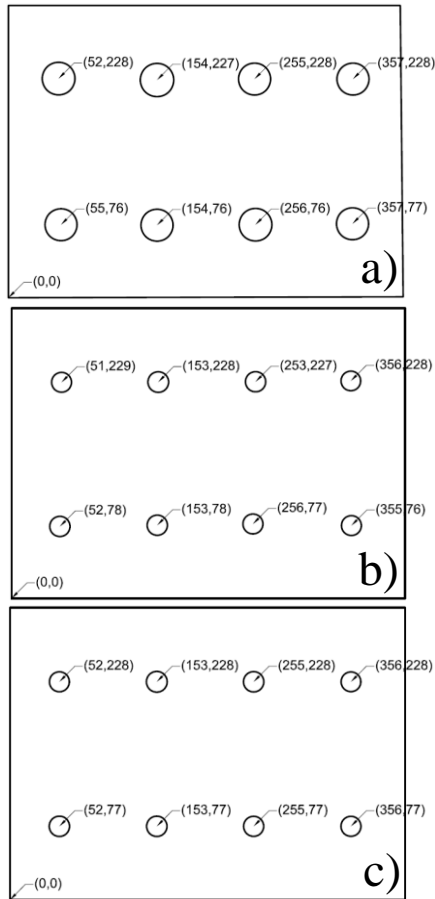 (52,228) (154,227) (255,228) (357,228)
(55,76) (154,76) (256,76) (357,77)
a)
(0,0)
(51,229) (153,228) (253,227) (356,228)
(52,78) (153,78) (256,77) (355,76)
b)
(0,0)
(52,228) (153,228) (255,228) (356,228)
(52,77) (153,77) (255,77) (356,77)
c)
(0,0)